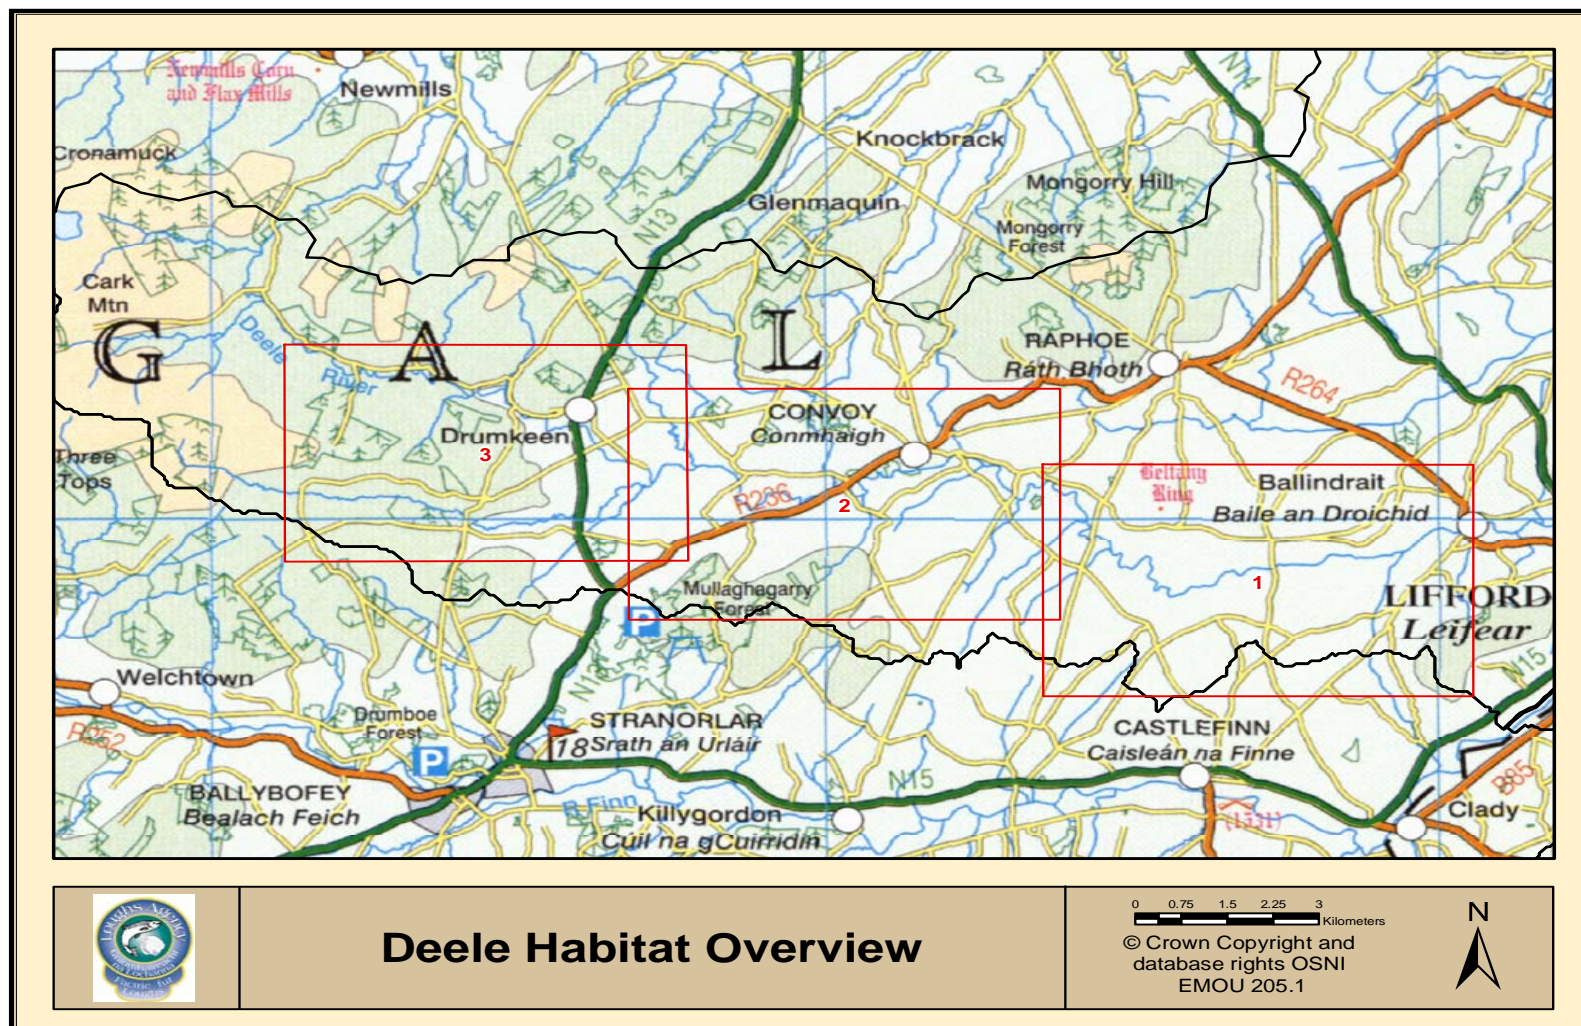 Newmills Corn
and Flax Mills
Newmills
N14
Cronamuck
Knockbrack
Mongorry Hill
Glenmaquin
N13
Mongorry
Forest
Cark
Mtn
G
A
L
Deele
River
RAPHOE
Ráth Bhoth
R264
CONVOY
Conmhaigh
Drumkeen
3
Three
Tops
R236
2
Beltany
Ring
Ballindrait
Baile an Droichid
1
Mullaghagarry
Forest
P
LIFFORD
Leifear
N15
Welchtown
R252
Drumboe
Forest
P
STRANORLAR
18 Srath an Urláir
CASTLEFINN
Caisleán na Finne
N15
B85
BALLYBOFEY
Bealach Feich
R Finn
Killygordon
Cúil na gCuirridín
Clady
Loughs Agency
Deele Habitat Overview
0 0.75 1.5 2.25 3
Kilometers
© Crown Copyright and
database rights OSNI
EMOU 205.1
N